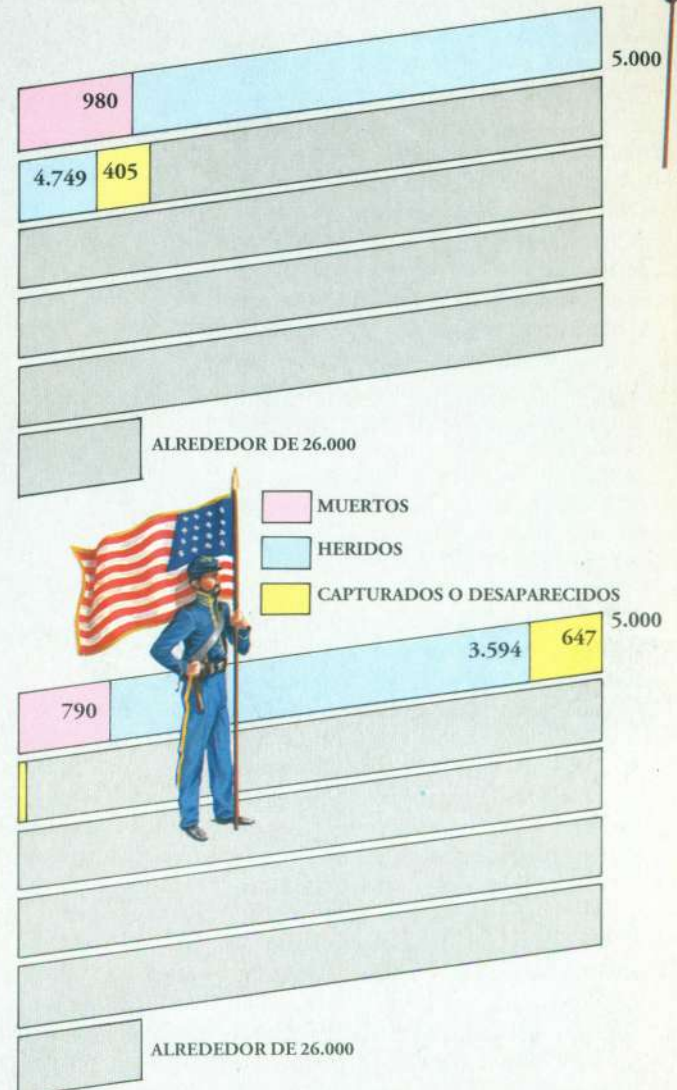 5.000
980
4.749 405
ALREDEDOR DE 26.000
MUERTOS
HERIDOS
CAPTURADOS O DESAPARECIDOS
5.000
790 3.594 647
ALREDEDOR DE 26.000